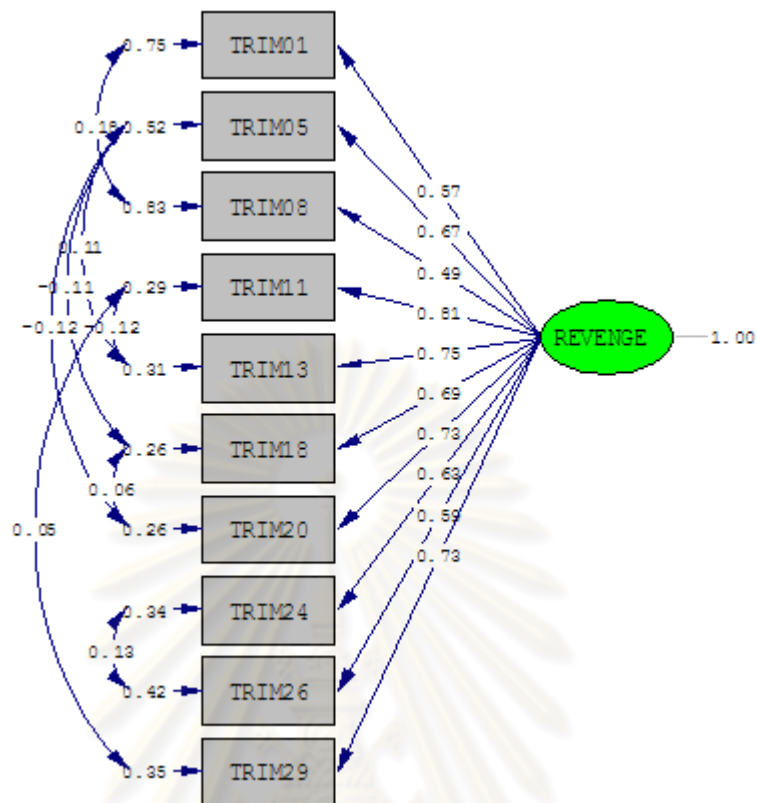 0.75 TRIM01
0.18 0.52 TRIM05
0.83 TRIM08
0.57
0.67
0.11
0.49
-0.11 0.29 TRIM11
0.81
-0.12 -0.12
REVENGE 1.00
0.75
0.31 TRIM13
0.69
0.73
0.26 TRIM18
0.63
0.06
0.59
0.05 0.26 TRIM20
0.73
0.34 TRIM24
0.13
0.42 TRIM26
0.35 TRIM29